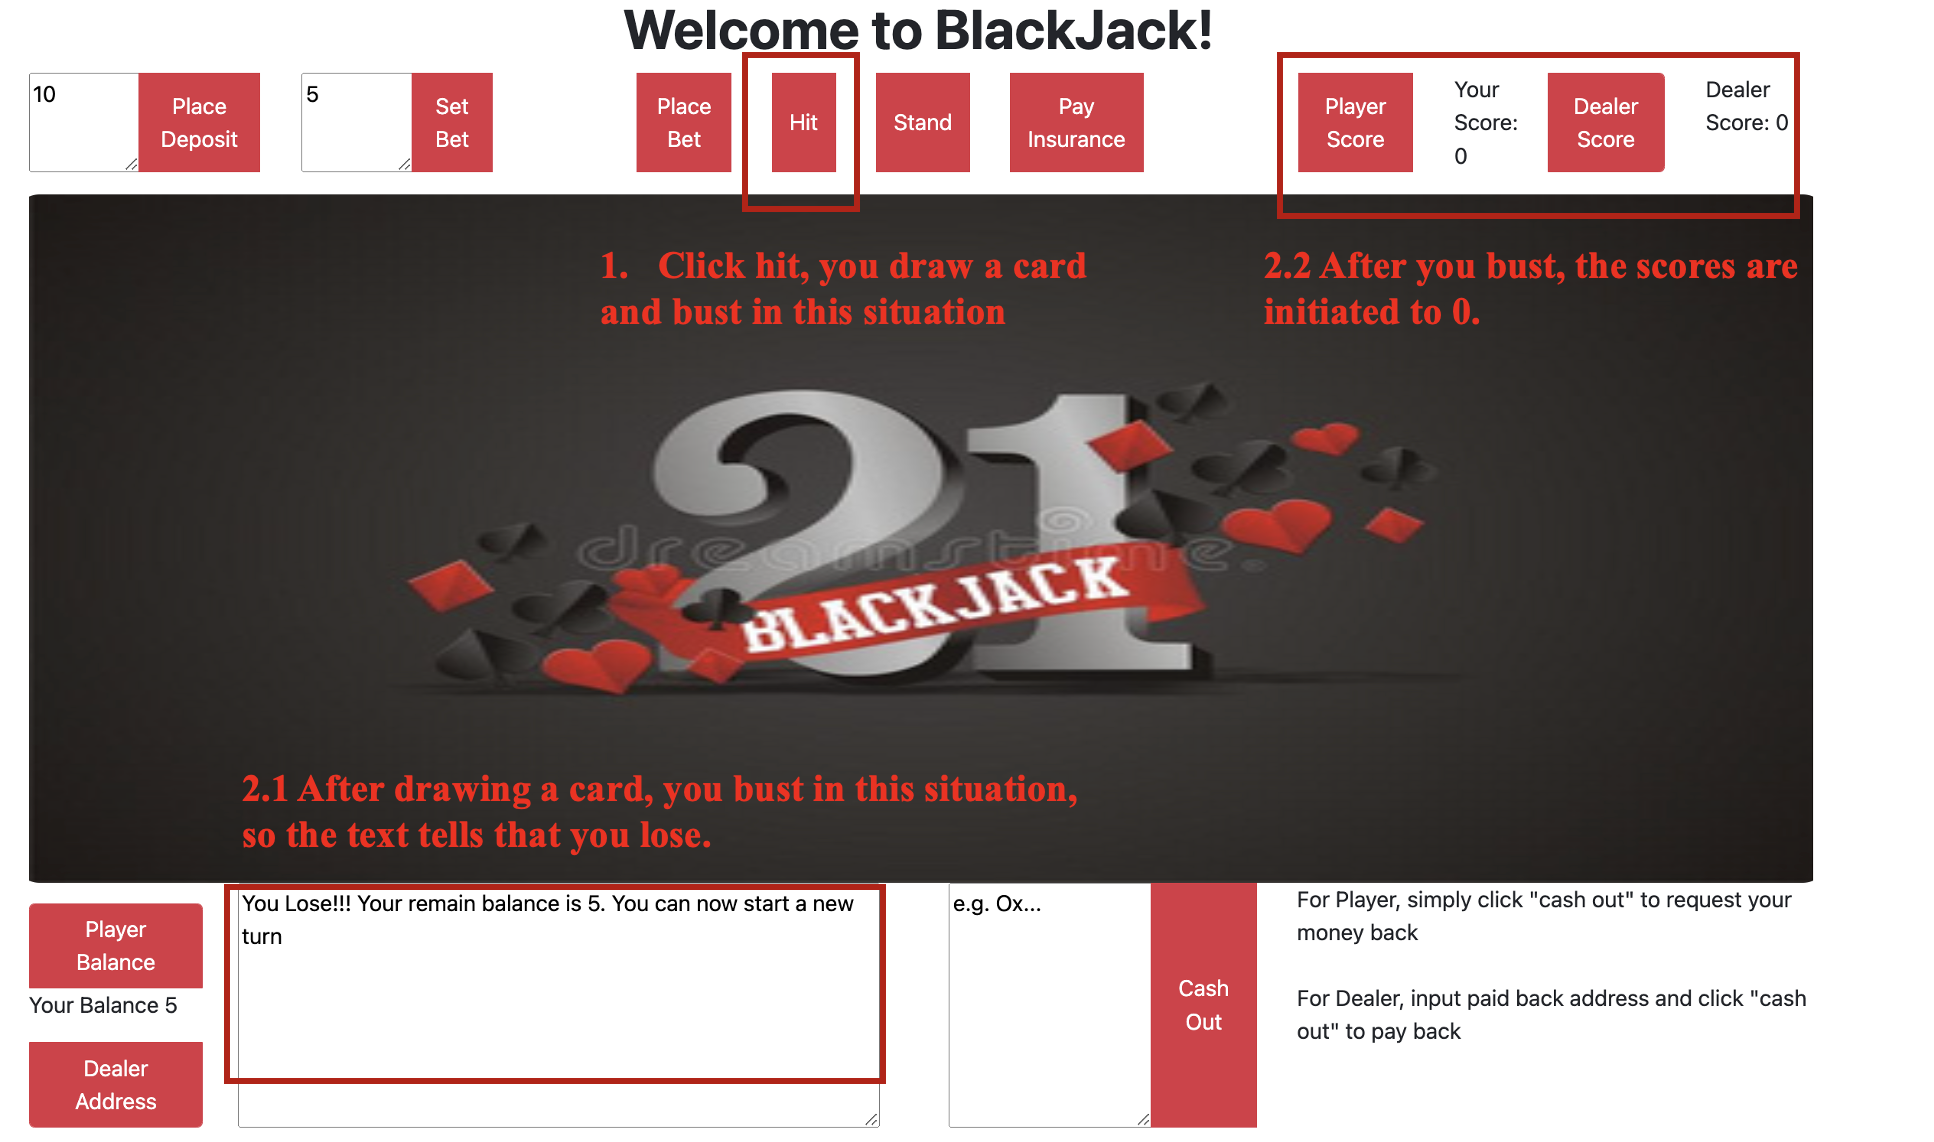 Welcome to BlackJack!
10
Place
Deposit
5
Set
Bet
Place
Bet
Hit
Stand
Pay
Insurance
Player
Score
Your
Score:
0
Dealer
Score
Dealer
Score: 0
1. Click hit, you draw a card
and bust in this situation
2.2 After you bust, the scores are
initiated to 0.
21
dreamstime.
BLACKJACK
2.1 After drawing a card, you bust in this situation,
so the text tells that you lose.
Player
Balance
Your Balance 5
Dealer
Address
You Lose!!! Your remain balance is 5. You can now start a new
turn
e.g. Ox...
Cash
Out
For Player, simply click "cash out" to request your
money back
For Dealer, input paid back address and click "cash
out" to pay back